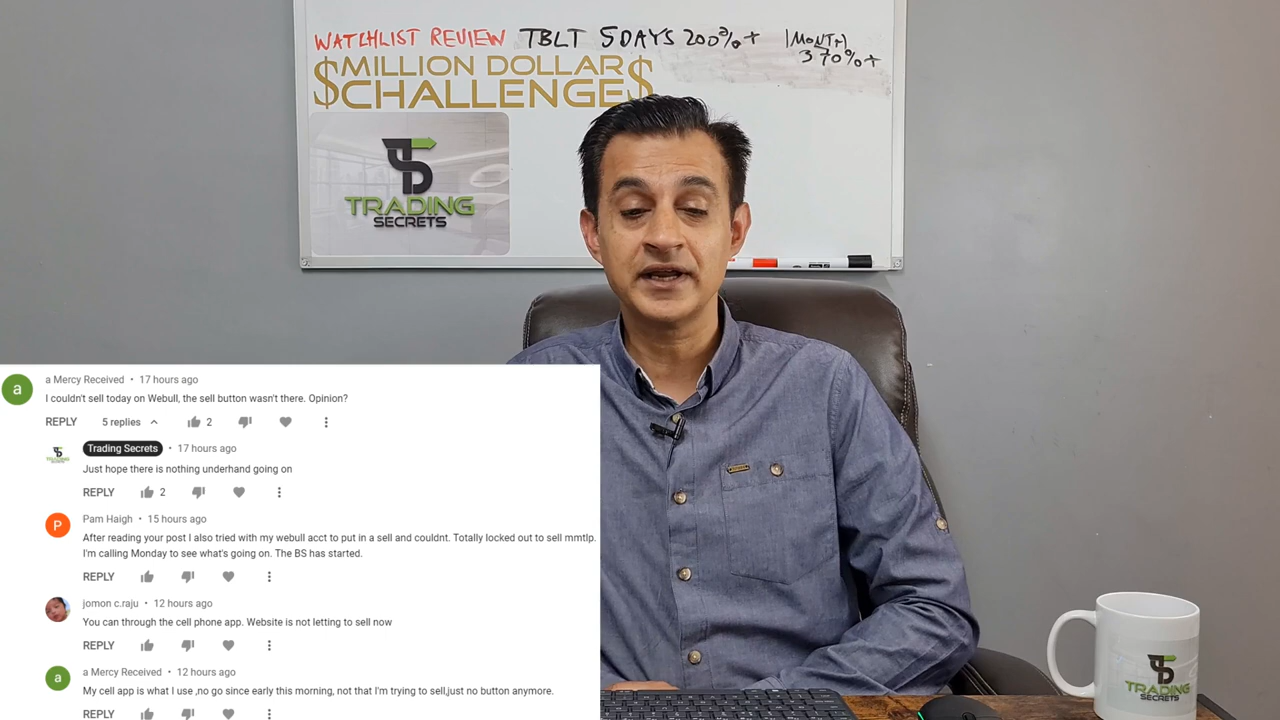 WATCHLIST REVIEW TBLT 5DAYS 200%+ 1MONTH
370%+
$MILLION DOLLAR$
CHALLENGE
TRADING
SECRETS
a Mercy Received • 17 hours ago
I couldn't sell today on Webull, the sell button wasn't there. Opinion?
REPLY 5 replies 2
Trading Secrets • 17 hours ago
Just hope there is nothing underhand going on
REPLY 2
Pam Haigh • 15 hours ago
After reading your post I also tried with my webull acct to put in a sell and couldnt. Totally locked out to sell mmtlp.
I'm calling Monday to see what's going on. The BS has started.
REPLY
jomon c.raju • 12 hours ago
You can through the cell phone app. Website is not letting to sell now
REPLY
a Mercy Received • 12 hours ago
My cell app is what I use ,no go since early this morning, not that I'm trying to sell,just no button anymore.
REPLY
a
P
a
TRADING
SECRETS